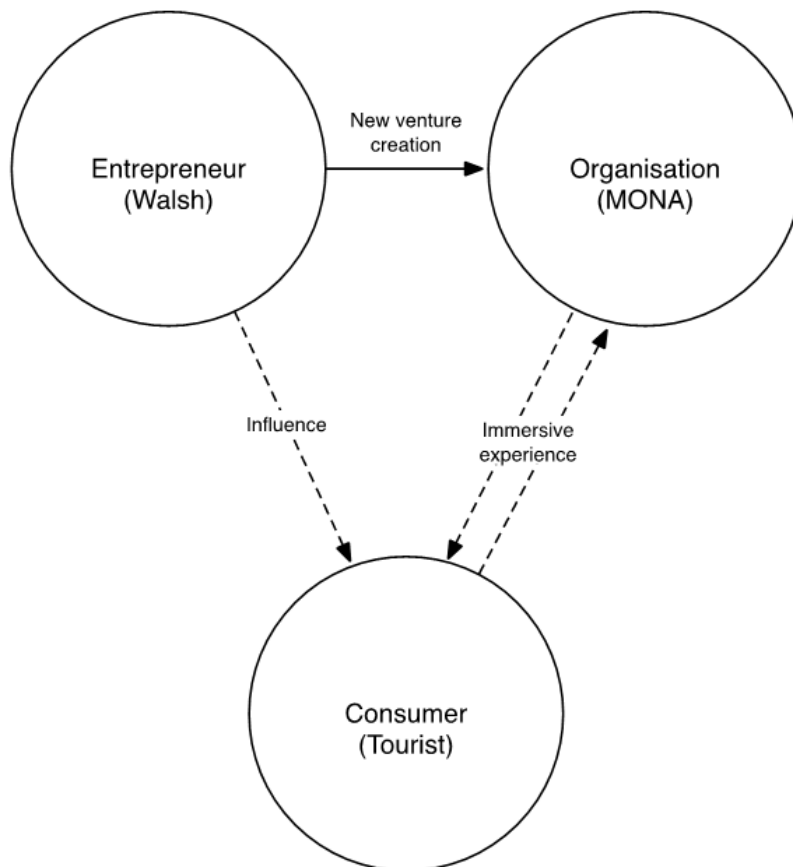 New venture
creation
Entrepreneur
(Walsh)
Organisation
(MONA)
Influence
Immersive
experience
Consumer
(Tourist)